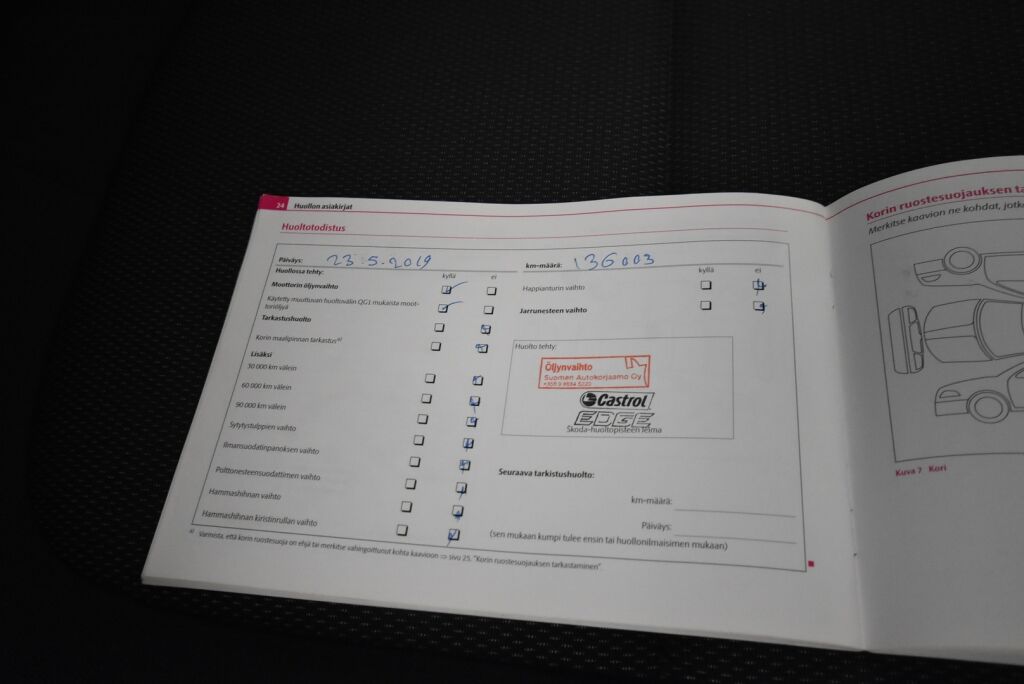 24 Huollon asiakirjat
Huoltotodistus
Päiväys: 23.5.2019
Huollossa tehty: kyllä ei
Moottorin öljynvaihto
Käytetty muuttuvan huoltovälin QG1 mukaista moot-
toriöljyä
Tarkastushuolto
Korin maalipinnan tarkastus a)
Lisäksi
30 000 km välein
60 000 km välein
90 000 km välein
Sytytystulppien vaihto
Ilmansuodatinpanoksen vaihto
Polttonesteensuodattimen vaihto
Hammashihnan vaihto
Hammashihnan kiristinrullan vaihto
km-määrä: 136003
kyllä ei
Happianturin vaihto
Jarrunesteen vaihto
Huolto tehty:
Öljynvaihto
Suomen Autokorjaamo Oy
Castrol
EDGE
Škoda-huoltopisteen leima
Seuraava tarkistushuolto:
km-määrä:
Päiväys:
(sen mukaan kumpi tulee ensin tai huollonilmaisimen mukaan)
a) Varmista, että korin ruostesuoja on ehjä tai merkitse vahingoittunut kohta kaavioon ⇒ sivu 25, "Korin ruostesuojauksen tarkastaminen"
Korin ruostesuojauksen ta
Merkitse kaavion ne kohdat, jotk
Kuva 7 Kori